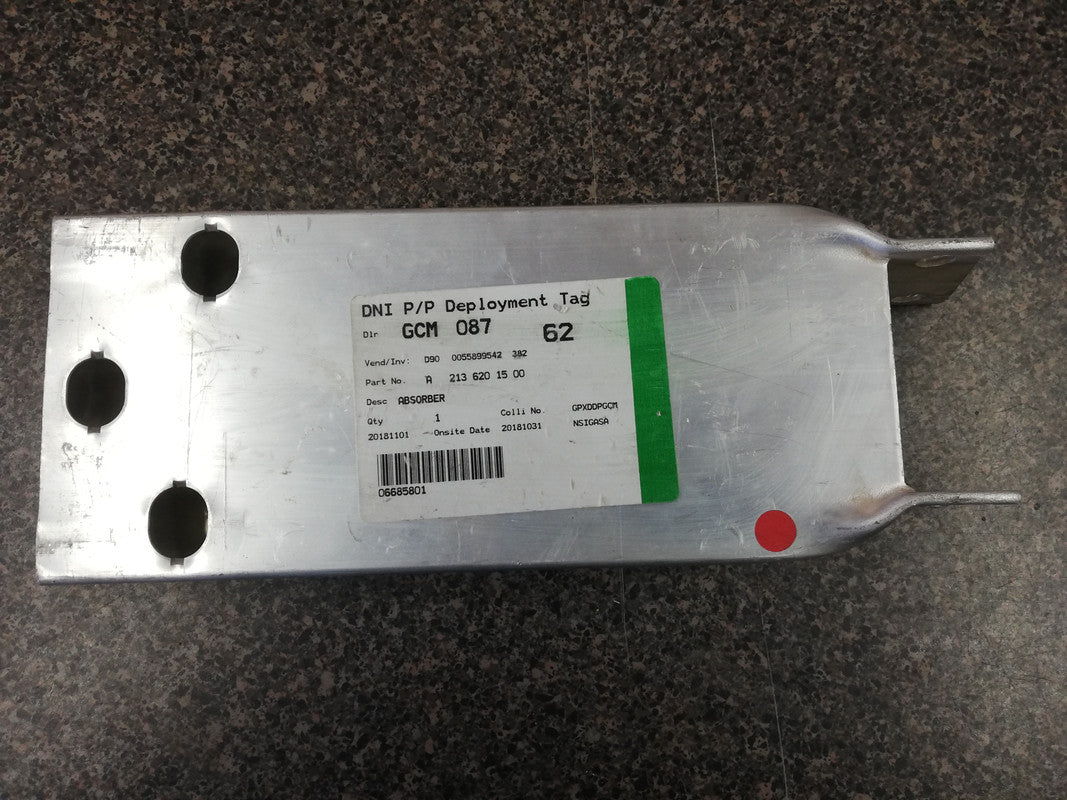 DNI P/P Deployment Tag
Dlr GCM 087 62
Vend/Inv: D90 0055899542 382
Part No. A 213 620 15 00
Desc ABSORBER
Qty 1 Colli No. GPXDDPGCM
20181101 Onsite Date 20181031 NSIGASA
06685801